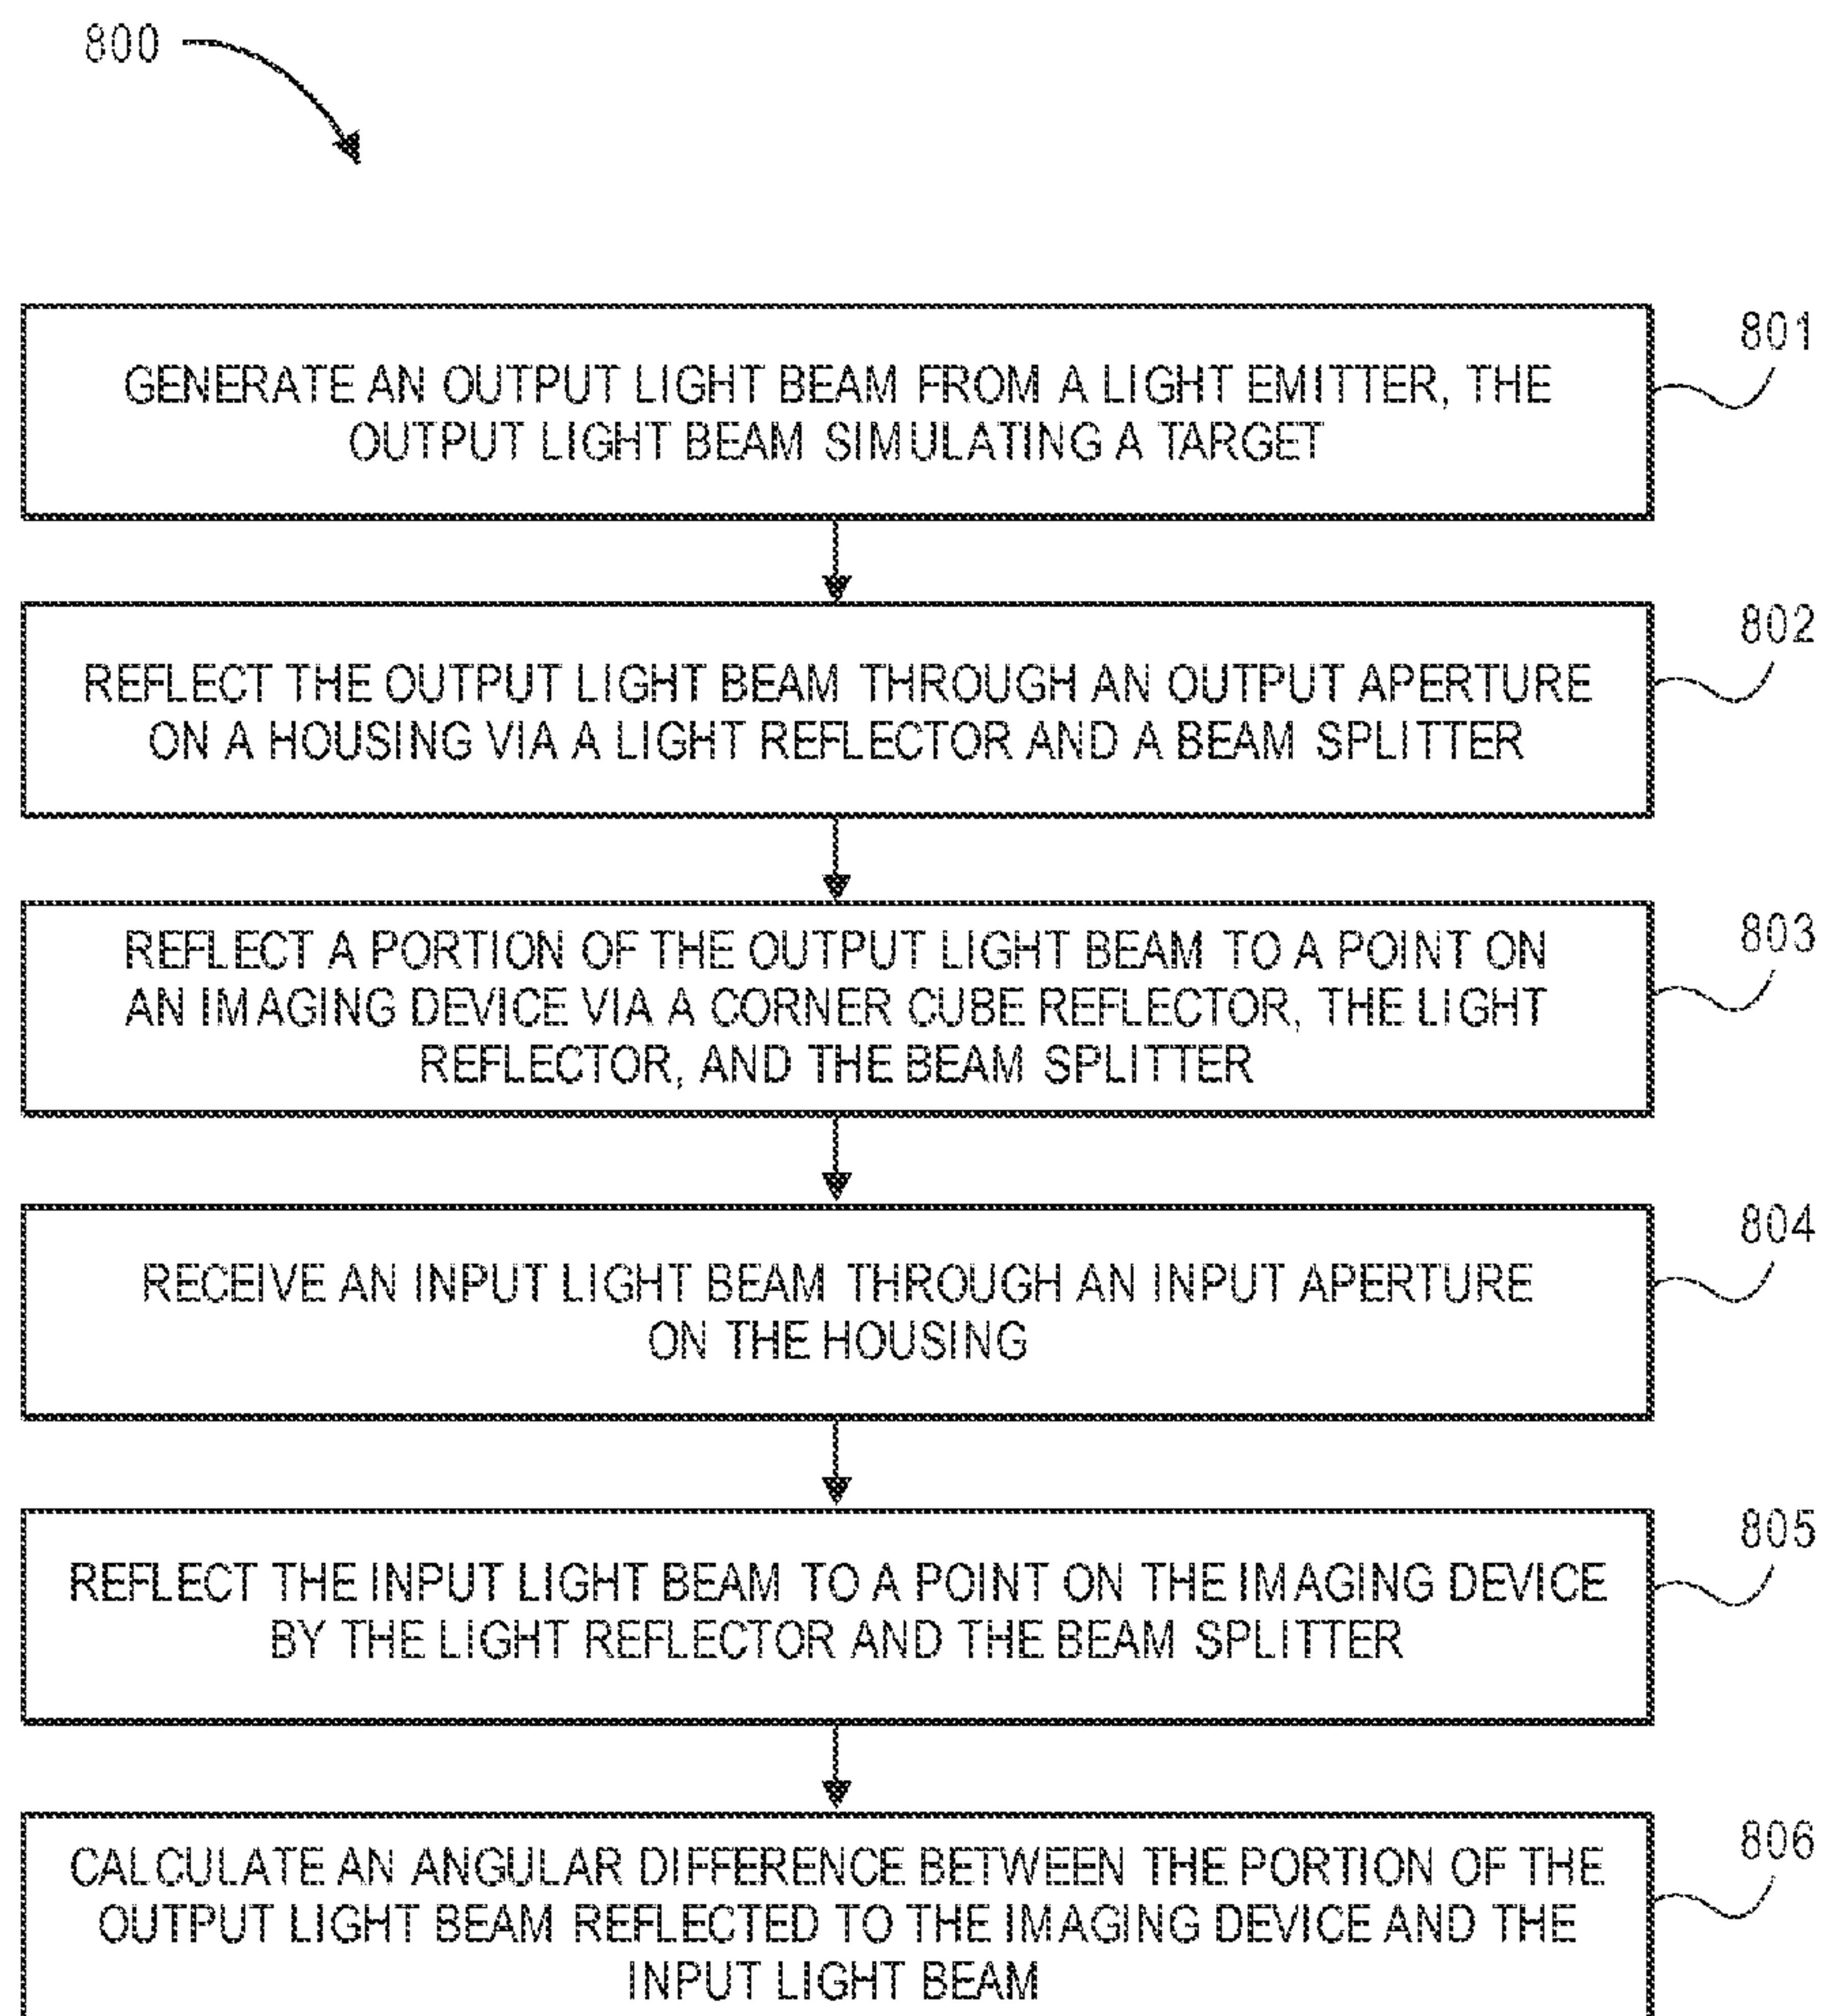 800
801
GENERATE AN OUTPUT LIGHT BEAM FROM A LIGHT EMITTER, THE
OUTPUT LIGHT BEAM SIMULATING A TARGET
802
REFLECT THE OUTPUT LIGHT BEAM THROUGH AN OUTPUT APERTURE
ON A HOUSING VIA A LIGHT REFLECTOR AND A BEAM SPLITTER
803
REFLECT A PORTION OF THE OUTPUT LIGHT BEAM TO A POINT ON
AN IMAGING DEVICE VIA A CORNER CUBE REFLECTOR, THE LIGHT
REFLECTOR, AND THE BEAM SPLITTER
804
RECEIVE AN INPUT LIGHT BEAM THROUGH AN INPUT APERTURE
ON THE HOUSING
805
REFLECT THE INPUT LIGHT BEAM TO A POINT ON THE IMAGING DEVICE
BY THE LIGHT REFLECTOR AND THE BEAM SPLITTER
806
CALCULATE AN ANGULAR DIFFERENCE BETWEEN THE PORTION OF THE
OUTPUT LIGHT BEAM REFLECTED TO THE IMAGING DEVICE AND THE
INPUT LIGHT BEAM